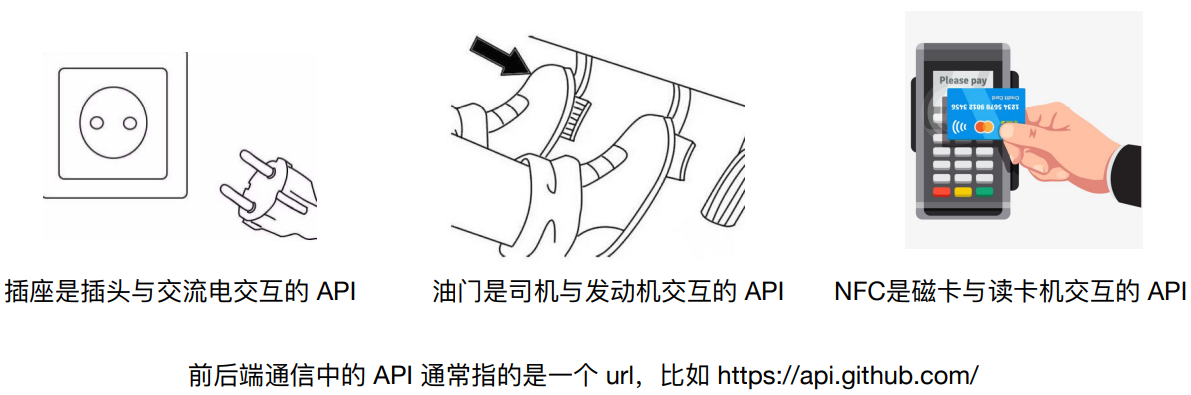 Please pay
1234 5678 9012 3456
Credit Card
插座是插头与交流电交互的 API
油门是司机与发动机交互的 API
NFC是磁卡与读卡机交互的 API
前后端通信中的 API 通常指的是一个 url，比如 https://api.github.com/